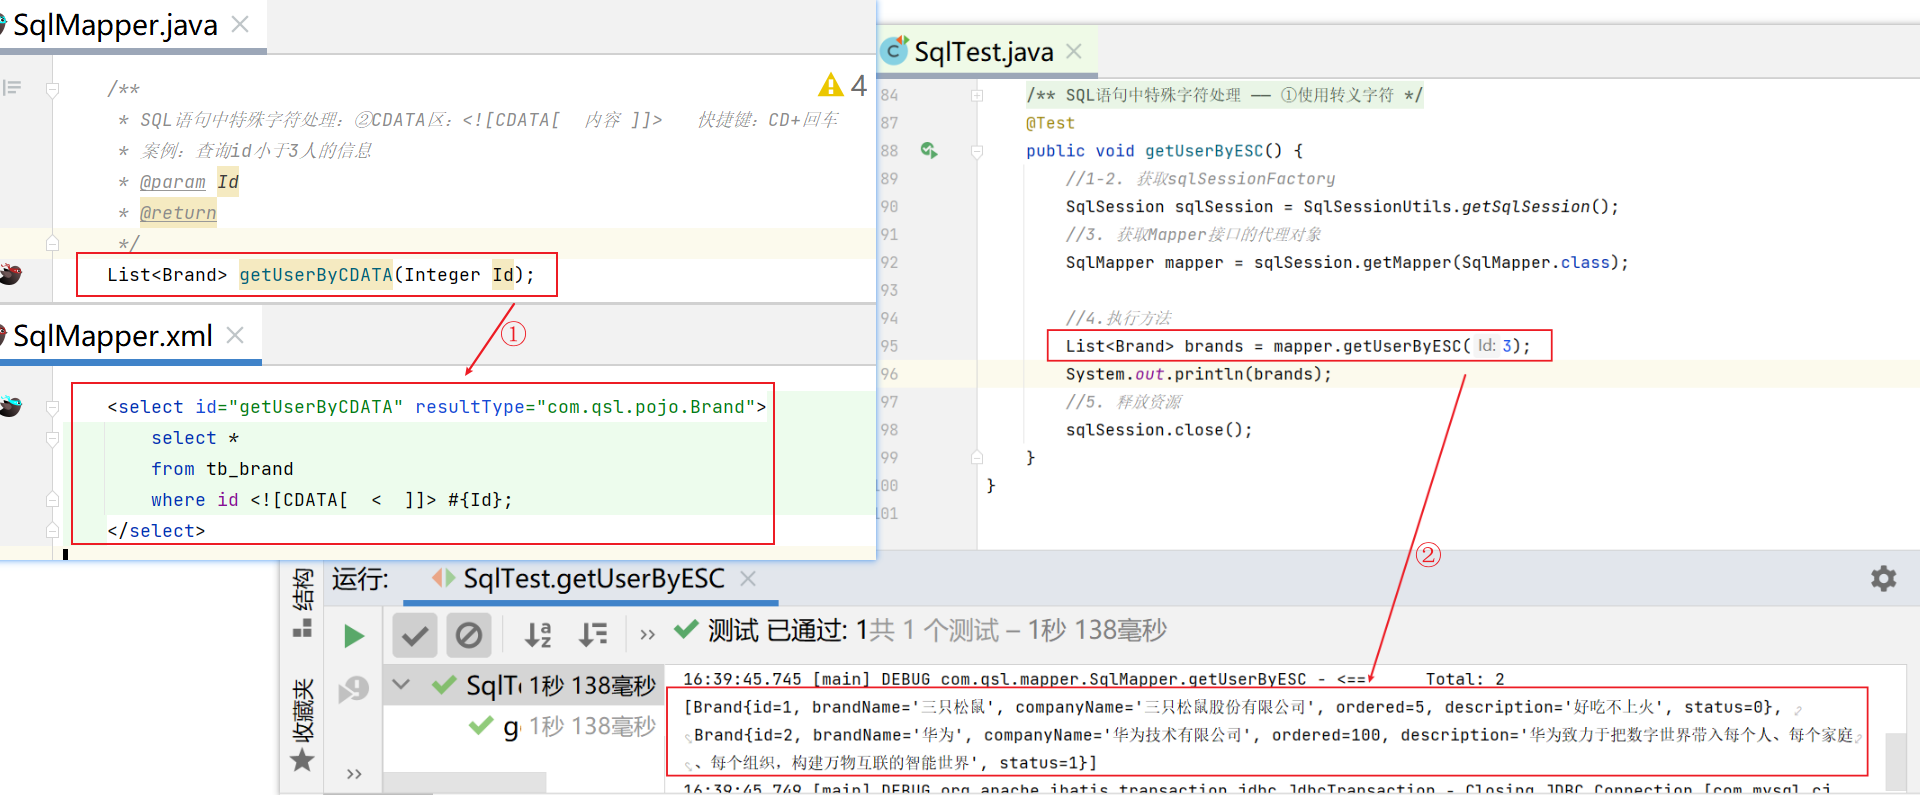 SqlMapper.java
4
/**
* SQL语句中特殊字符处理：②CDATA区：<![CDATA[ 内容 ]]> 快捷键：CD+回车
* 案例：查询id小于3人的信息
* @param Id
* @return
*/
List<Brand> getUserByCDATA(Integer Id);
①
SqlMapper.xml
<select id="getUserByCDATA" resultType="com.qsl.pojo.Brand">
select *
from tb_brand
where id <![CDATA[ < ]]> #{Id};
</select>
SqlTest.java
84 /** SQL语句中特殊字符处理 —— ①使用转义字符 */
87 @Test
88 public void getUserByESC() {
89 //1-2. 获取sqlSessionFactory
90 SqlSession sqlSession = SqlSessionUtils.getSqlSession();
91 //3. 获取Mapper接口的代理对象
92 SqlMapper mapper = sqlSession.getMapper(SqlMapper.class);
93
94 //4.执行方法
95 List<Brand> brands = mapper.getUserByESC( Id: 3);
96 System.out.println(brands);
97 //5. 释放资源
98 sqlSession.close();
99 }
100 }
101
②
结构
收藏夹
运行: SqlTest.getUserByESC
测试 已通过: 1共 1 个测试 – 1秒 138毫秒
SqlTe 1秒 138毫秒
g 1秒 138毫秒
16:39:45.745 [main] DEBUG com.qsl.mapper.SqlMapper.getUserByESC - <== Total: 2
[Brand{id=1, brandName='三只松鼠', companyName='三只松鼠股份有限公司', ordered=5, description='好吃不上火', status=0},
Brand{id=2, brandName='华为', companyName='华为技术有限公司', ordered=100, description='华为致力于把数字世界带入每个人、每个家庭
、每个组织，构建万物互联的智能世界', status=1}]
16:39:45.749 [main] DEBUG org.apache.ibatis.transaction.jdbc.JdbcTransaction - Closing JDBC Connection [com.mysql.cj